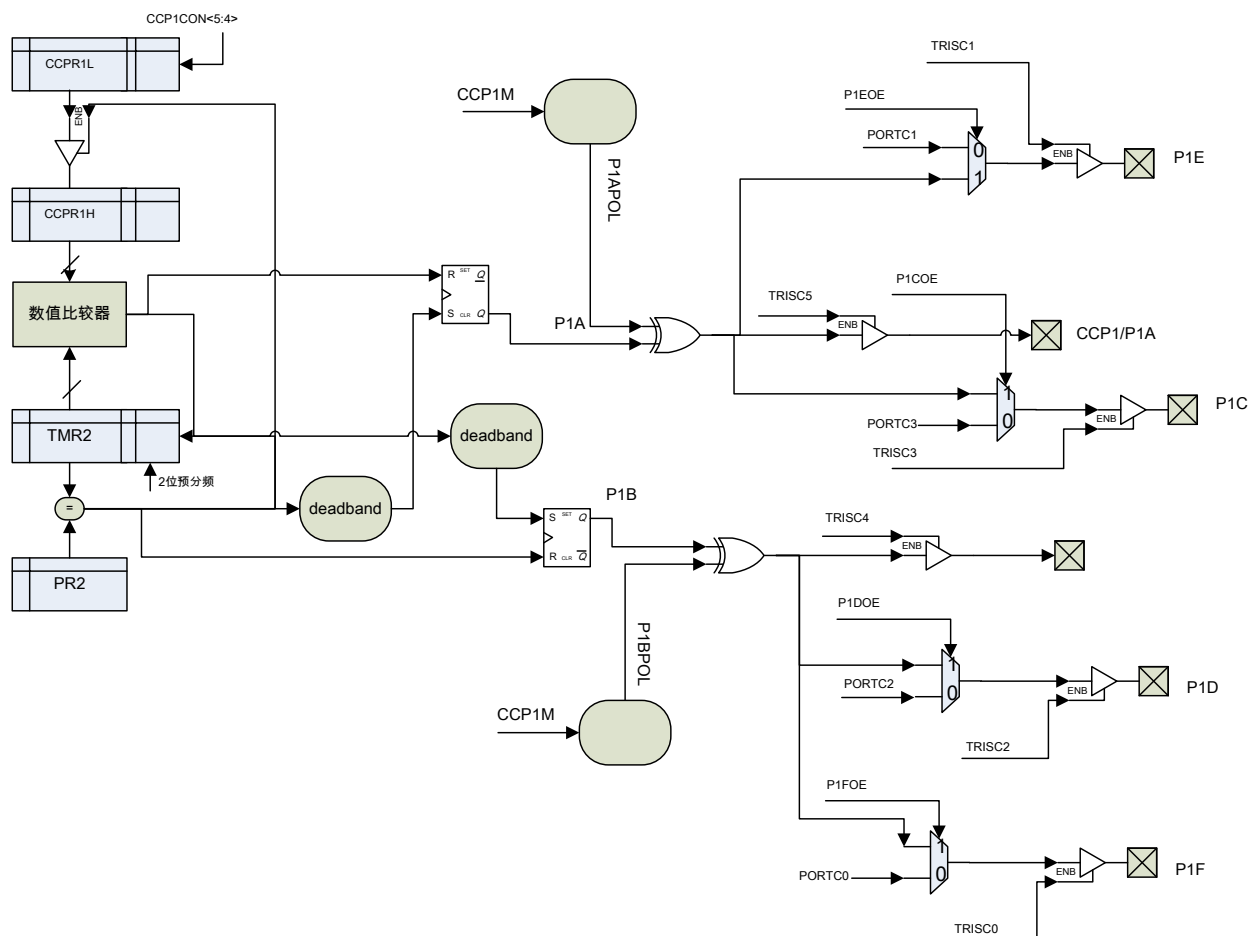 CCP1CON<5:4>
CCPR1L
ENB
CCPR1H
数值比较器
TMR2
2位预分频
=
PR2
deadband
deadband
CCP1M
P1APOL
R SET Q
S CLR Q
P1A
P1B
S SET Q
R CLR Q
P1BPOL
CCP1M
TRISC1
P1EOE
PORTC1
0
1
ENB
P1E
P1COE
TRISC5
ENB
CCP1/P1A
1
0
PORTC3
ENB
P1C
TRISC3
TRISC4
ENB
P1DOE
1
0
PORTC2
ENB
P1D
TRISC2
P1FOE
1
0
PORTC0
ENB
P1F
TRISC0